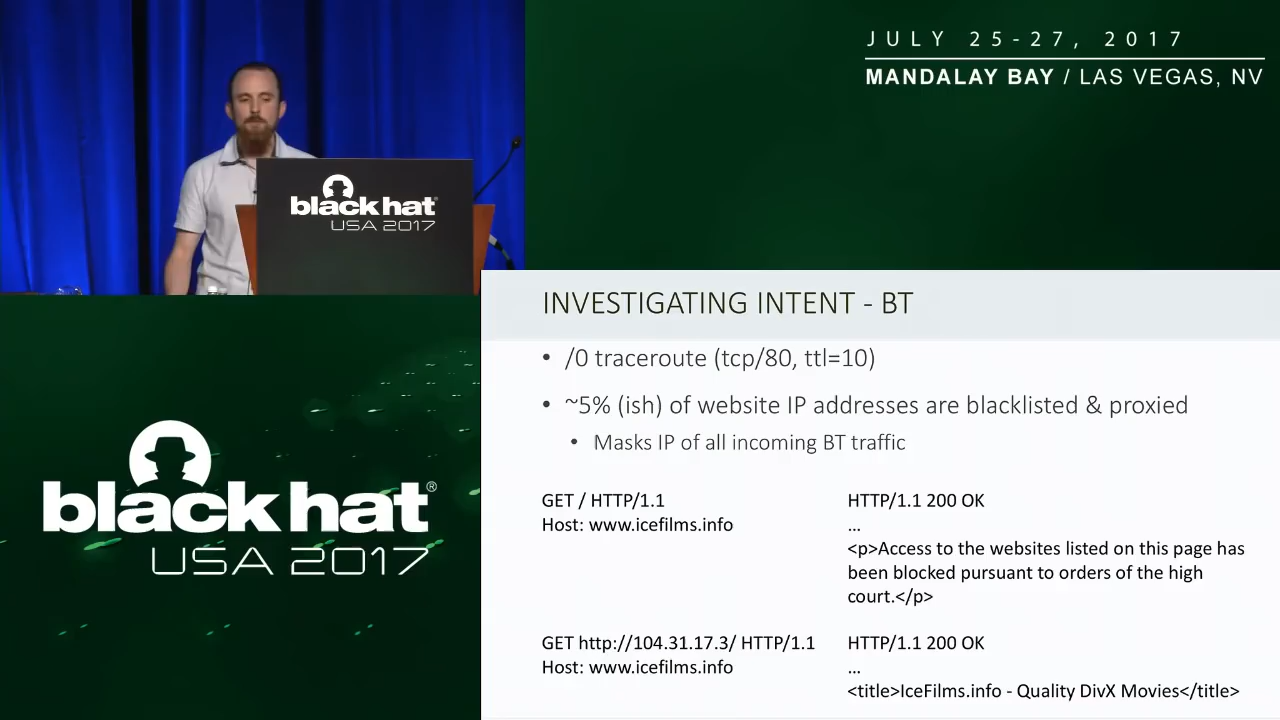 JULY 25-27, 2017
MANDALAY BAY / LAS VEGAS, NV
black hat
USA 2017
INVESTIGATING INTENT - BT
• /0 traceroute (tcp/80, ttl=10)
• ~5% (ish) of website IP addresses are blacklisted & proxied
• Masks IP of all incoming BT traffic
GET / HTTP/1.1
Host: www.icefilms.info
HTTP/1.1 200 OK
...
<p>Access to the websites listed on this page has
been blocked pursuant to orders of the high
court.</p>
GET http://104.31.17.3/ HTTP/1.1
Host: www.icefilms.info
HTTP/1.1 200 OK
...
<title>IceFilms.info - Quality DivX Movies</title>
black hat®
USA 2017